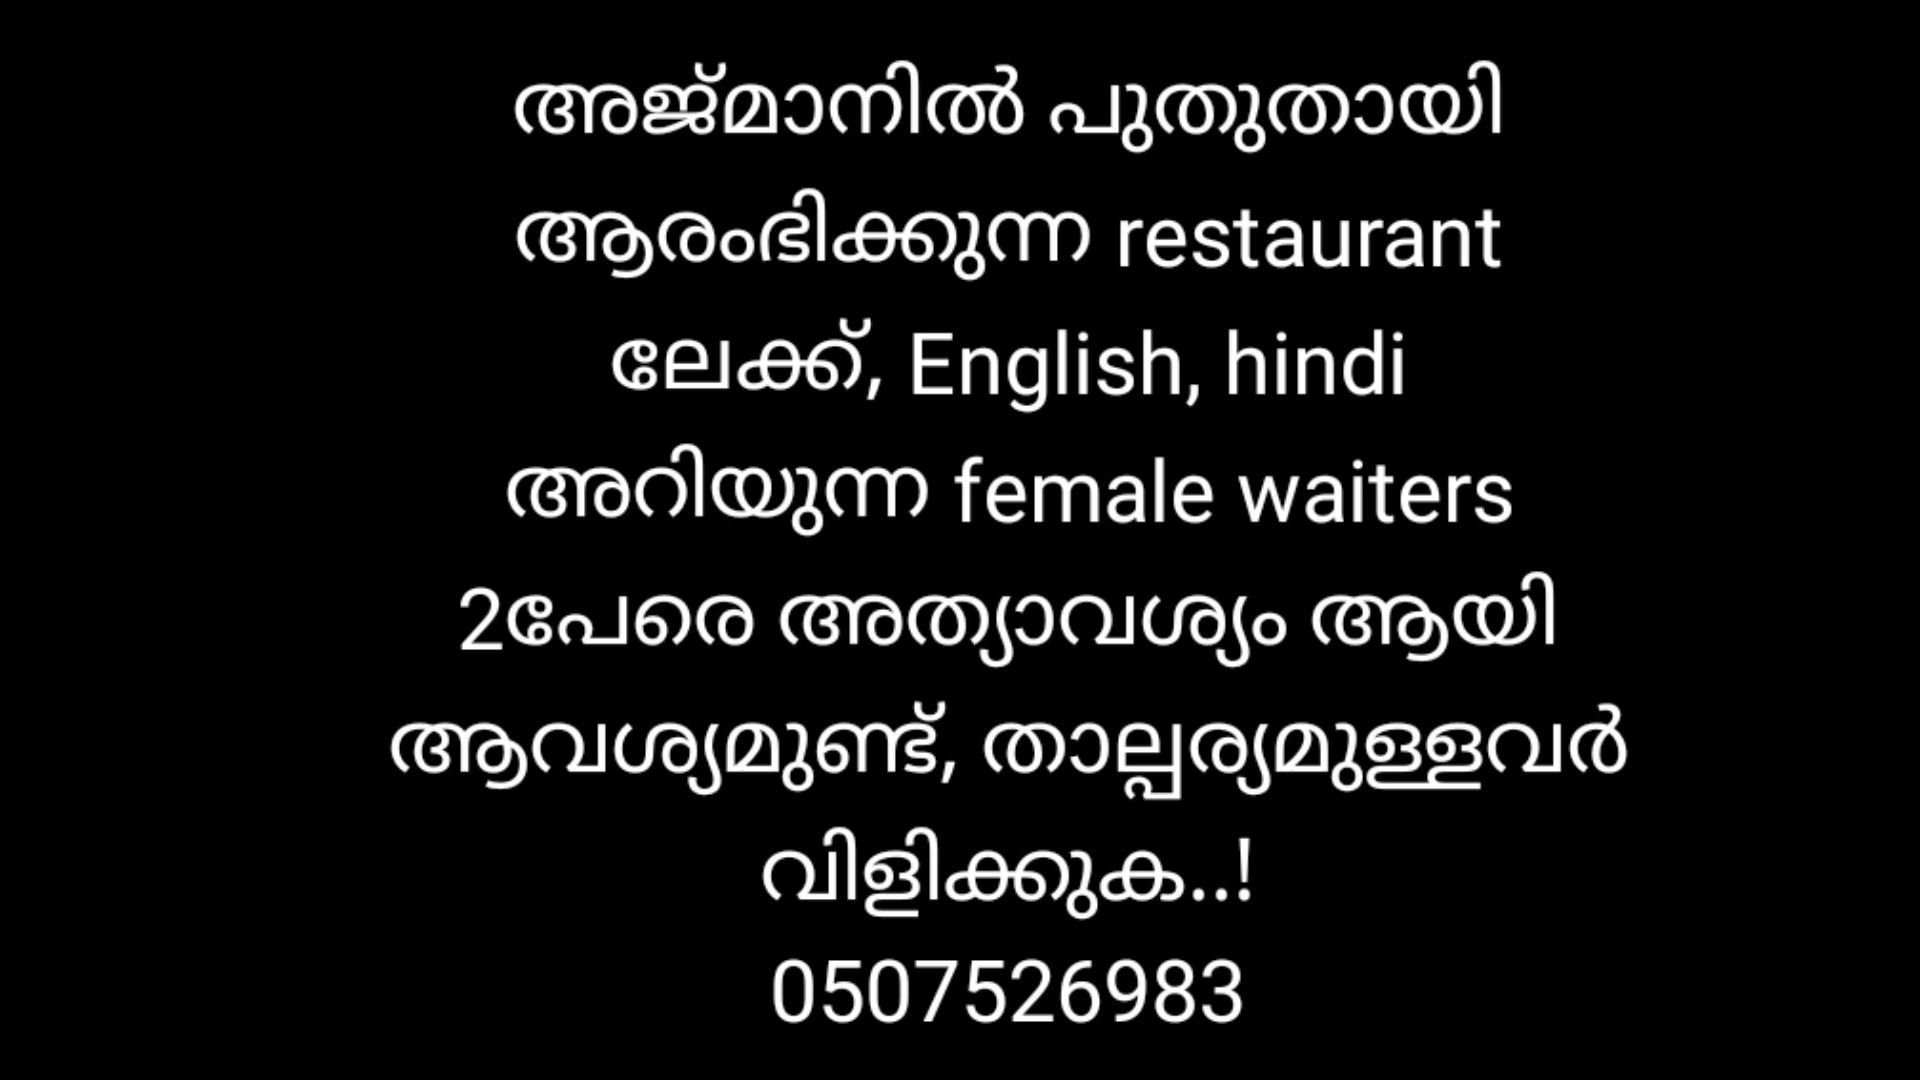 അജ്മാനിൽ പുതുതായി
ആരംഭിക്കുന്ന restaurant
ലേക്ക്, English, hindi
അറിയുന്ന female waiters
2പേരെ അത്യാവശ്യം ആയി
ആവശ്യമുണ്ട്, താല്പര്യമുള്ളവർ
വിളിക്കുക..!
0507526983